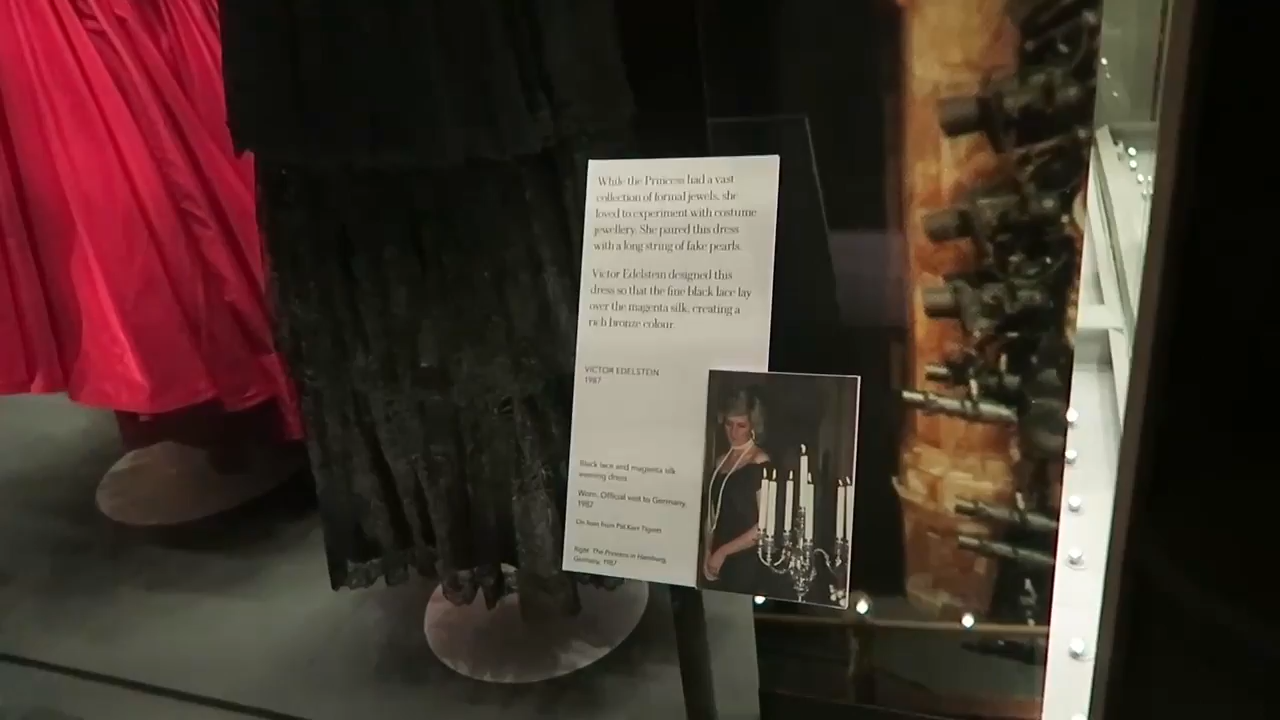 While the Princess had a vast
collection of formal jewels, she
loved to experiment with costume
jewellery. She paired this dress
with a long string of fake pearls.
Victor Edelstein designed this
dress so that the fine black lace lay
over the magenta silk, creating a
rich bronze colour.
VICTOR EDELSTEIN
1987
Black lace and magenta silk
evening dress
Worn, Official visit to Germany,
1987
On loan from Pat Kerr Tigrett
Right: The Princess in Hamburg,
Germany, 1987